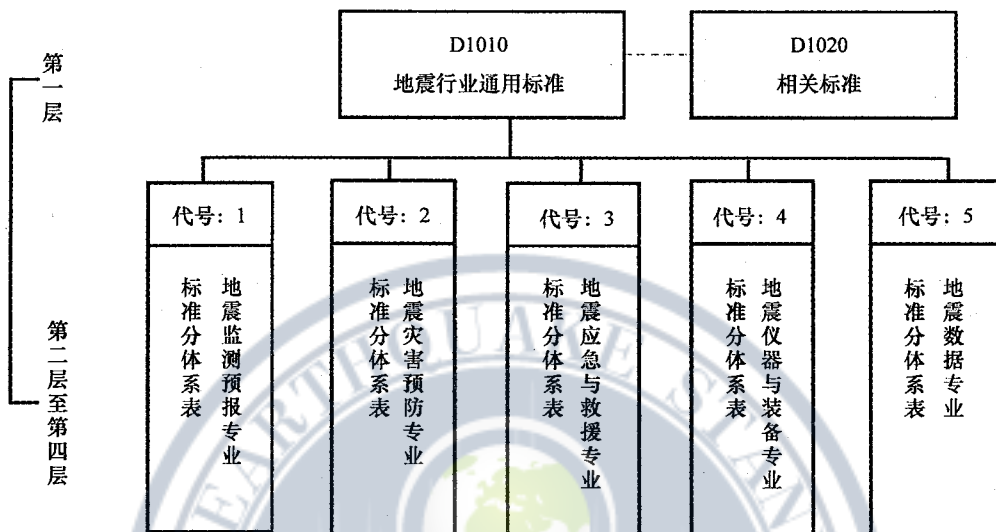 D1010
地震行业通用标准
D1020
相关标准
第一层
第二层至第四层
代号：1
地震监测预报专业
标准分体系表
代号：2
地震灾害预防专业
标准分体系表
代号：3
地震应急与救援专业
标准分体系表
代号：4
地震仪器与装备专业
标准分体系表
代号：5
地震数据专业
标准分体系表
EARTHQUAKE STAN